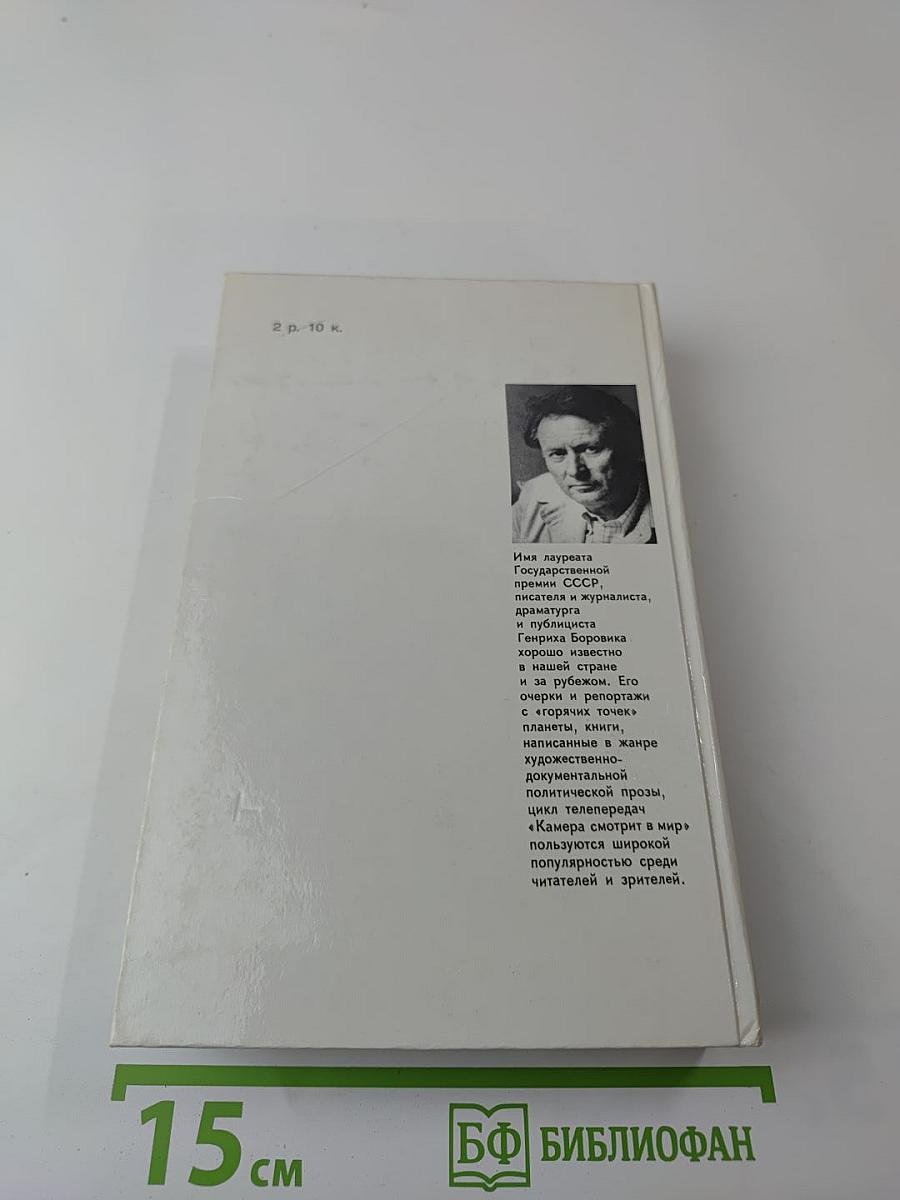 2 р. 10 к.
Имя лауреата
Государственной
премии СССР,
писателя и журналиста,
драматурга
и публициста
Генриха Боровика
хорошо известно
в нашей стране
и за рубежом. Его
очерки и репортажи
с «горячих точек»
планеты, книги,
написанные в жанре
художественно-
документальной
политической прозы,
цикл телепередач
«Камера смотрит в мир»
пользуются широкой
популярностью среди
читателей и зрителей.
15 см
БФ БИБЛИОФАН